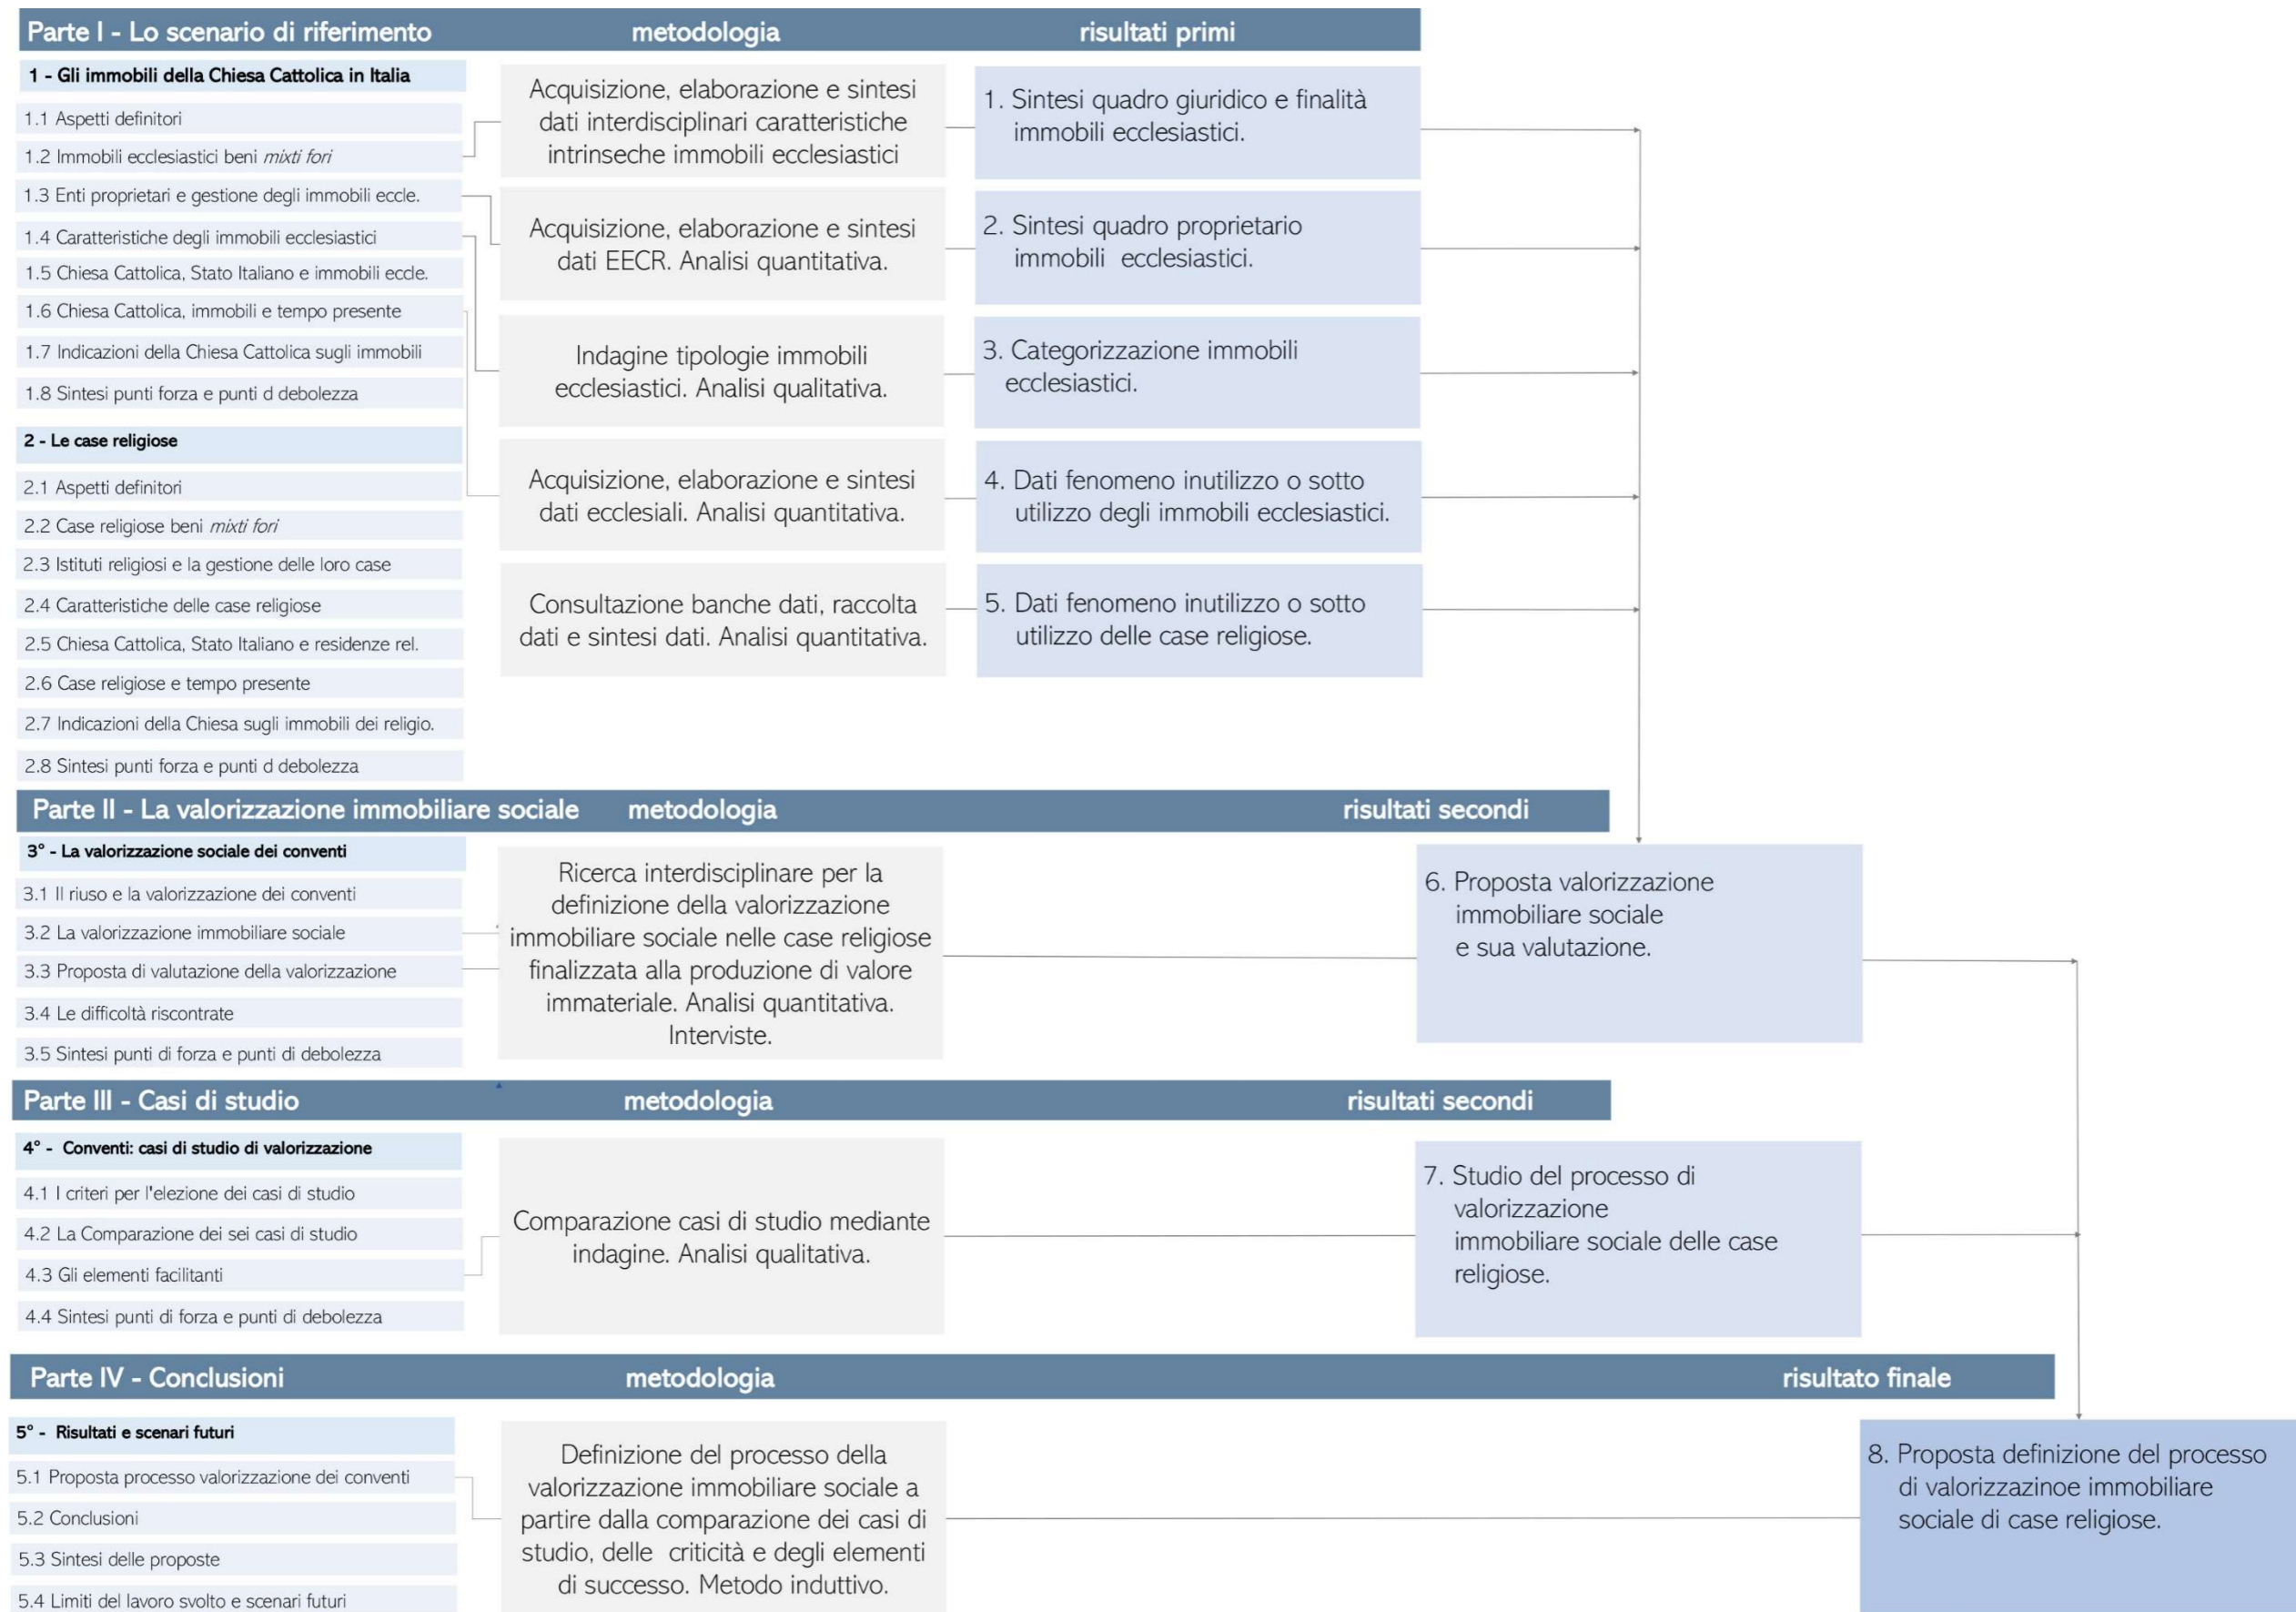 Parte I - Lo scenario di riferimento
metodologia
risultati primi
1 - Gli immobili della Chiesa Cattolica in Italia
1.1 Aspetti definitori
1.2 Immobili ecclesiastici beni mixti fori
1.3 Enti proprietari e gestione degli immobili eccle.
1.4 Caratteristiche degli immobili ecclesiastici
1.5 Chiesa Cattolica, Stato Italiano e immobili eccle.
1.6 Chiesa Cattolica, immobili e tempo presente
1.7 Indicazioni della Chiesa Cattolica sugli immobili
1.8 Sintesi punti forza e punti d debolezza
2 - Le case religiose
2.1 Aspetti definitori
2.2 Case religiose beni mixti fori
2.3 Istituti religiosi e la gestione delle loro case
2.4 Caratteristiche delle case religiose
2.5 Chiesa Cattolica, Stato Italiano e residenze rel.
2.6 Case religiose e tempo presente
2.7 Indicazioni della Chiesa sugli immobili dei religio.
2.8 Sintesi punti forza e punti d debolezza
Acquisizione, elaborazione e sintesi
dati interdisciplinari caratteristiche
intrinseche immobili ecclesiastici
Acquisizione, elaborazione e sintesi
dati EECR. Analisi quantitativa.
Indagine tipologie immobili
ecclesiastici. Analisi qualitativa.
Acquisizione, elaborazione e sintesi
dati ecclesiali. Analisi quantitativa.
Consultazione banche dati, raccolta
dati e sintesi dati. Analisi quantitativa.
1. Sintesi quadro giuridico e finalità
immobili ecclesiastici.
2. Sintesi quadro proprietario
immobili ecclesiastici.
3. Categorizzazione immobili
ecclesiastici.
4. Dati fenomeno inutilizzo o sotto
utilizzo degli immobili ecclesiastici.
5. Dati fenomeno inutilizzo o sotto
utilizzo delle case religiose.
Parte II - La valorizzazione immobiliare sociale
metodologia
risultati secondi
3° - La valorizzazione sociale dei conventi
3.1 Il riuso e la valorizzazione dei conventi
3.2 La valorizzazione immobiliare sociale
3.3 Proposta di valutazione della valorizzazione
3.4 Le difficoltà riscontrate
3.5 Sintesi punti di forza e punti di debolezza
Ricerca interdisciplinare per la
definizione della valorizzazione
immobiliare sociale nelle case religiose
finalizzata alla produzione di valore
immateriale. Analisi quantitativa.
Interviste.
6. Proposta valorizzazione
immobiliare sociale
e sua valutazione.
Parte III - Casi di studio
metodologia
risultati secondi
4° - Conventi: casi di studio di valorizzazione
4.1 I criteri per l'elezione dei casi di studio
4.2 La Comparazione dei sei casi di studio
4.3 Gli elementi facilitanti
4.4 Sintesi punti di forza e punti di debolezza
Comparazione casi di studio mediante
indagine. Analisi qualitativa.
7. Studio del processo di
valorizzazione
immobiliare sociale delle case
religiose.
Parte IV - Conclusioni
metodologia
risultato finale
5° - Risultati e scenari futuri
5.1 Proposta processo valorizzazione dei conventi
5.2 Conclusioni
5.3 Sintesi delle proposte
5.4 Limiti del lavoro svolto e scenari futuri
Definizione del processo della
valorizzazione immobiliare sociale a
partire dalla comparazione dei casi di
studio, delle criticità e degli elementi
di successo. Metodo induttivo.
8. Proposta definizione del processo
di valorizzazinoe immobiliare
sociale di case religiose.